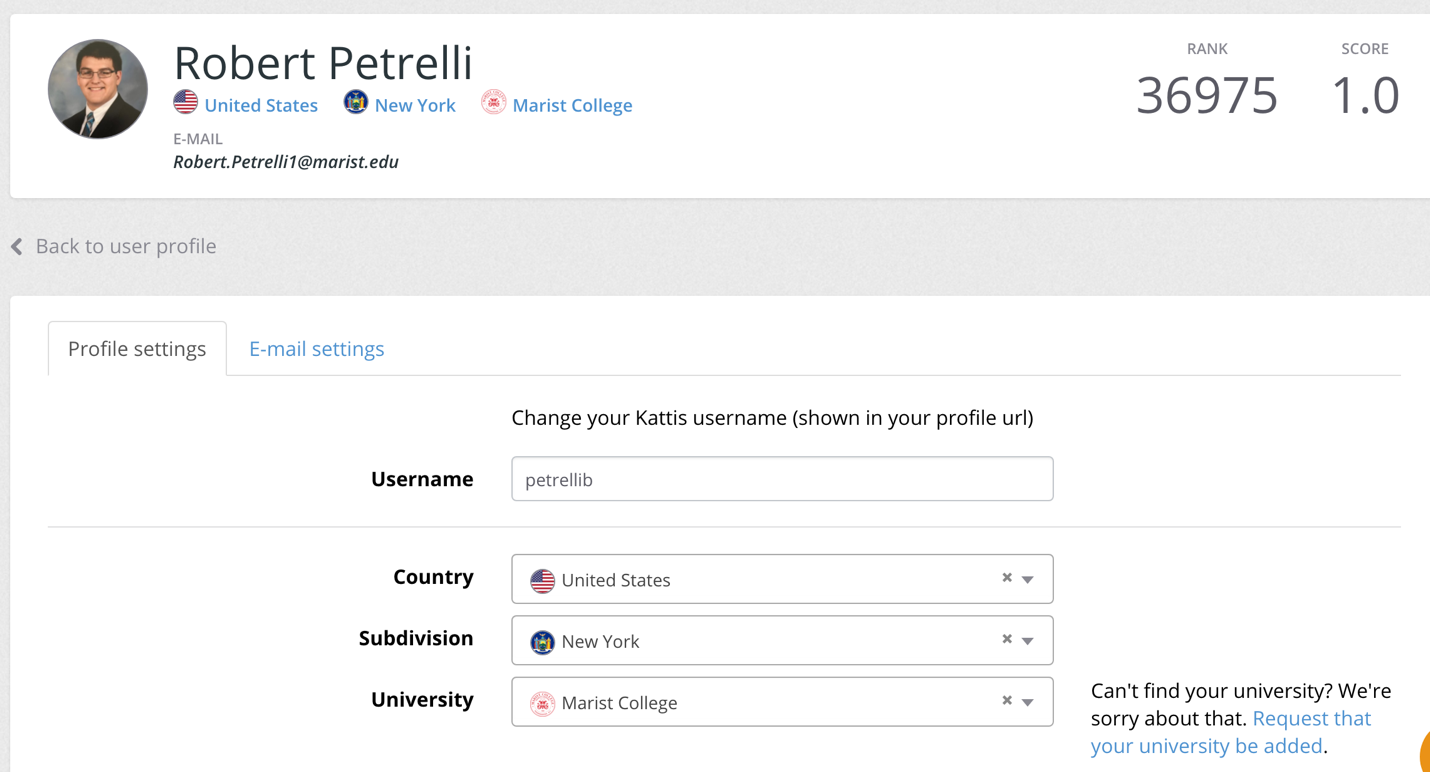 Robert Petrelli
United States New York Marist College
E-MAIL
Robert.Petrelli1@marist.edu
RANK SCORE
36975 1.0
Back to user profile
Profile settings E-mail settings
Change your Kattis username (shown in your profile url)
Username petrellib
Country United States
Subdivision New York
University Marist College
Can't find your university? We're
sorry about that. Request that
your university be added.